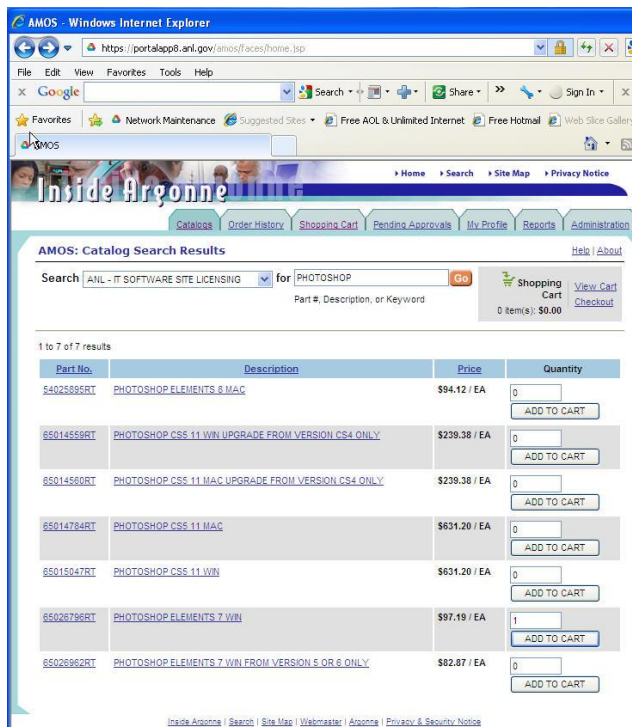 AMOS - Windows Internet Explorer
https://portalapp8.anl.gov/amos/faces/home.jsp
File Edit View Favorites Tools Help
x Google Search Share » Sign In x
Favorites Network Maintenance Suggested Sites Free AOL & Unlimited Internet Free Hotmail Web Slice Gallery
AMOS
Home Search Site Map Privacy Notice
Inside Argonne
Catalogs Order History Shopping Cart Pending Approvals My Profile Reports Administration
AMOS: Catalog Search Results
Help | About
Search ANL - IT SOFTWARE SITE LICENSING for PHOTOSHOP Go
Part #, Description, or Keyword
Shopping Cart
0 item(s): $0.00
View Cart
Checkout
1 to 7 of 7 results
Part No. Description Price Quantity
54025895RT PHOTOSHOP ELEMENTS 8 MAC $94.12 / EA 0
ADD TO CART
65014559RT PHOTOSHOP CS5 11 WIN UPGRADE FROM VERSION CS4 ONLY $239.38 / EA 0
ADD TO CART
65014560RT PHOTOSHOP CS5 11 MAC UPGRADE FROM VERSION CS4 ONLY $239.38 / EA 0
ADD TO CART
65014784RT PHOTOSHOP CS5 11 MAC $631.20 / EA 0
ADD TO CART
65015047RT PHOTOSHOP CS5 11 WIN $631.20 / EA 0
ADD TO CART
65026796RT PHOTOSHOP ELEMENTS 7 WIN $97.19 / EA 1
ADD TO CART
65026962RT PHOTOSHOP ELEMENTS 7 WIN FROM VERSION 5 OR 6 ONLY $82.87 / EA 0
ADD TO CART
Inside Argonne | Search | Site Map | Webmaster | Argonne | Privacy & Security Notice